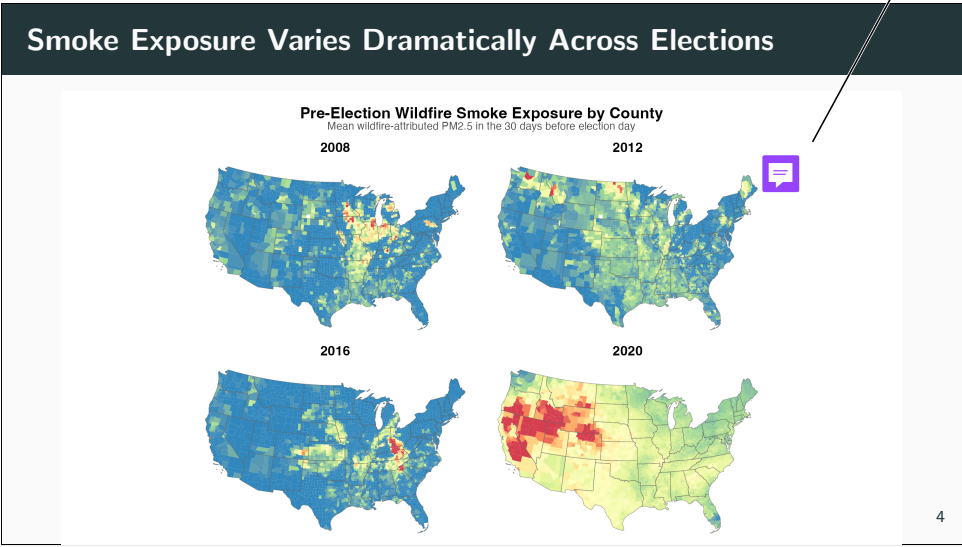 Smoke Exposure Varies Dramatically Across Elections
Pre-Election Wildfire Smoke Exposure by County
Mean wildfire-attributed PM2.5 in the 30 days before election day
2008
2012
2016
2020
4